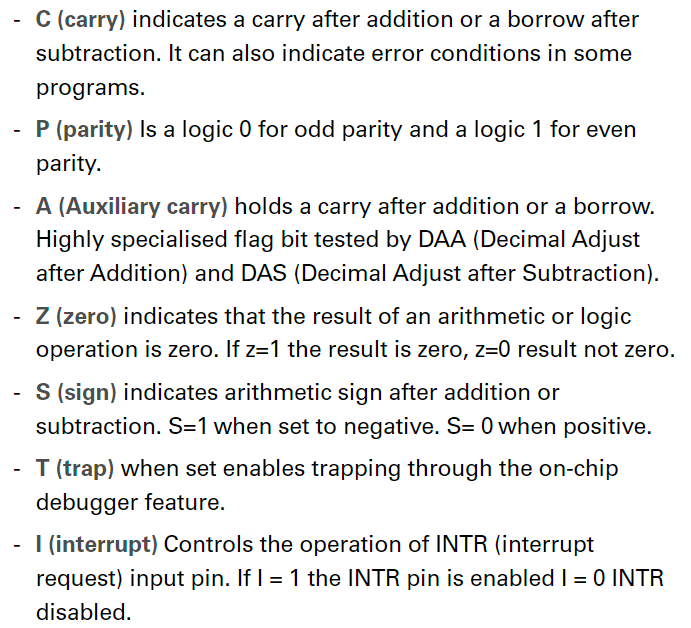 - C (carry) indicates a carry after addition or a borrow after
subtraction. It can also indicate error conditions in some
programs.
- P (parity) Is a logic 0 for odd parity and a logic 1 for even
parity.
- A (Auxiliary carry) holds a carry after addition or a borrow.
Highly specialised flag bit tested by DAA (Decimal Adjust
after Addition) and DAS (Decimal Adjust after Subtraction).
- Z (zero) indicates that the result of an arithmetic or logic
operation is zero. If z=1 the result is zero, z=0 result not zero.
- S (sign) indicates arithmetic sign after addition or
subtraction. S=1 when set to negative. S= 0 when positive.
- T (trap) when set enables trapping through the on-chip
debugger feature.
- I (interrupt) Controls the operation of INTR (interrupt
request) input pin. If I = 1 the INTR pin is enabled I = 0 INTR
disabled.